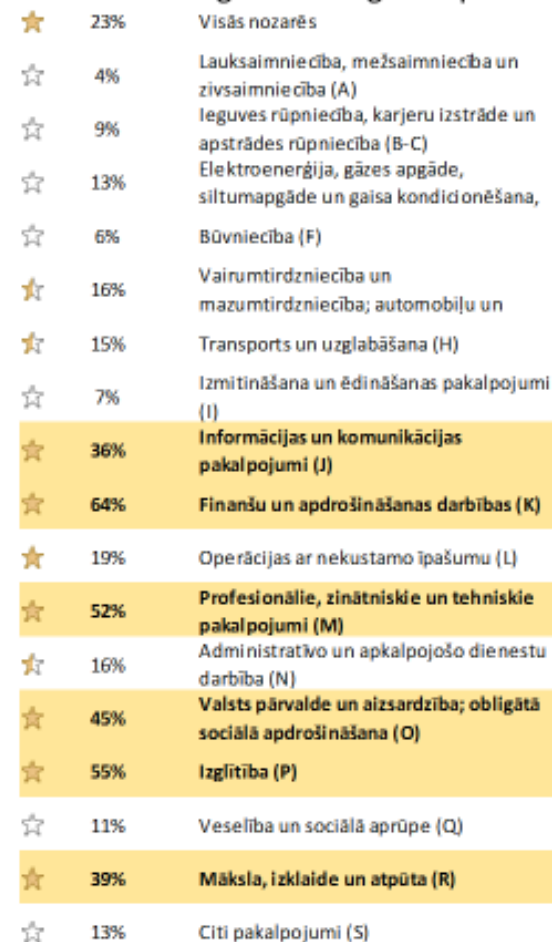 23% Visās nozarēs
4% Lauksaimniecība, mežsaimniecība un
zivsaimniecība (A)
9% Ieguves rūpniecība, karjeru izstrāde un
apstrādes rūpniecība (B-C)
13% Elektroenerģija, gāzes apgāde,
siltumapgāde un gaisa kondicionēšana,
6% Būvniecība (F)
16% Vairumtirdzniecība un
mazumtirdzniecība; automobiļu un
15% Transports un uzglabāšana (H)
7% Izmitināšana un ēdināšanas pakalpojumi
(I)
36% Informācijas un komunikācijas
pakalpojumi (J)
64% Finanšu un apdrošināšanas darbības (K)
19% Operācijas ar nekustamo īpašumu (L)
52% Profesionālie, zinātniskie un tehniskie
pakalpojumi (M)
16% Administratīvo un apkalpojošo dienestu
darbība (N)
45% Valsts pārvalde un aizsardzība; obligātā
sociālā apdrošināšana (O)
55% Izglītība (P)
11% Veselība un sociālā aprūpe (Q)
39% Māksla, izklaide un atpūta (R)
13% Citi pakalpojumi (S)